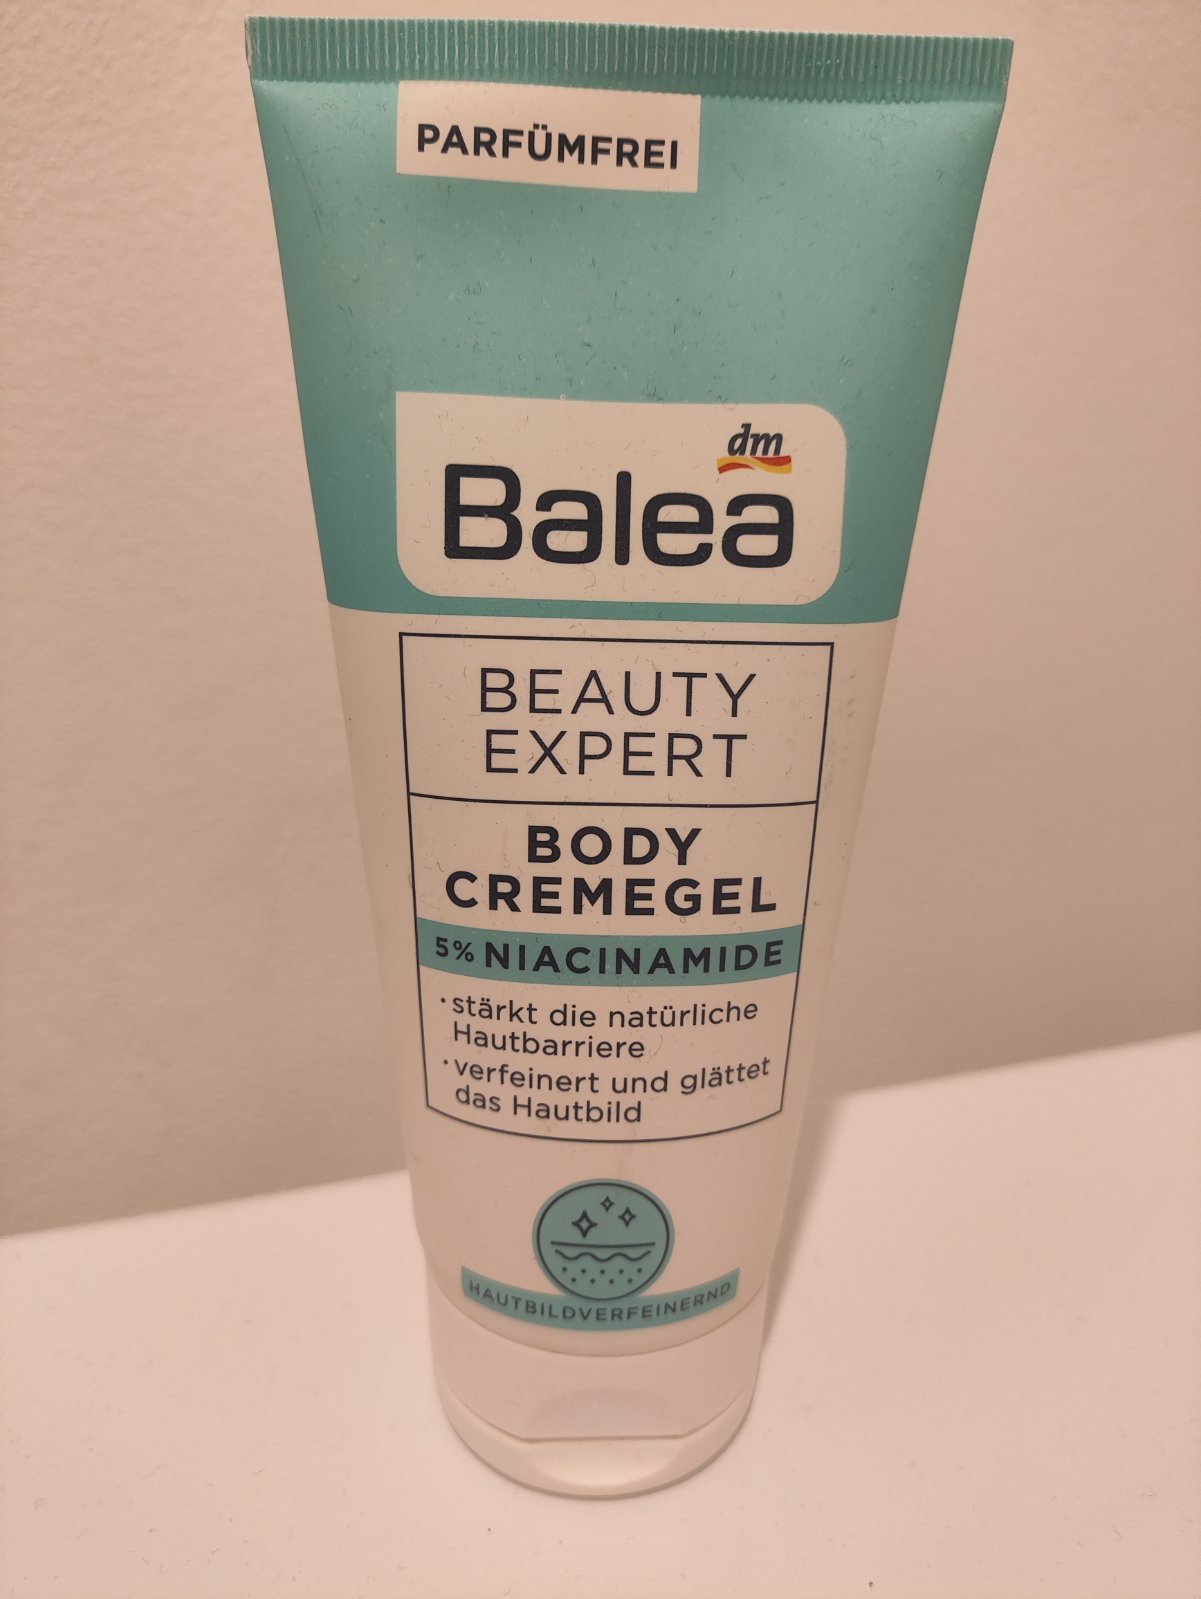 PARFÜMFREI
dm
Balea
BEAUTY
EXPERT
BODY
CREMEGEL
5% NIACINAMIDE
· stärkt die natürliche
Hautbarriere
· verfeinert und glättet
das Hautbild
HAUTBILDVERFEINERND